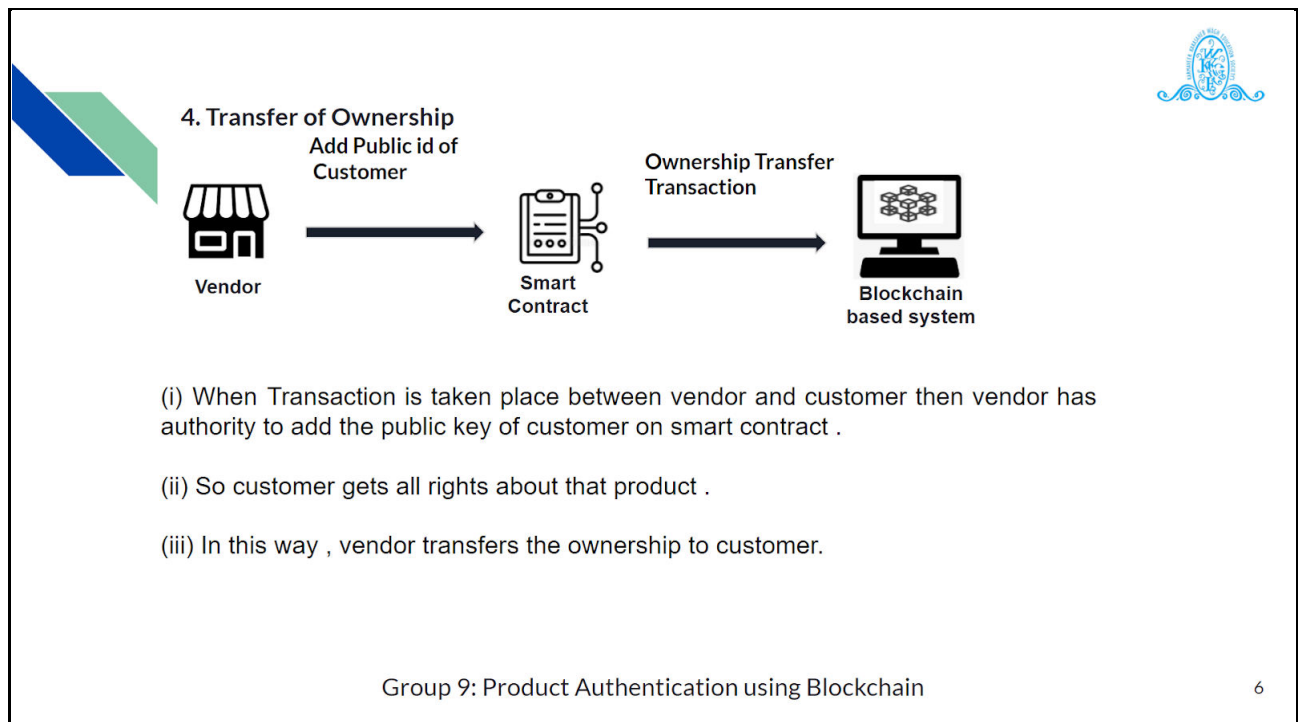 4. Transfer of Ownership
Add Public id of
Customer
Ownership Transfer
Transaction
Vendor
Smart
Contract
Blockchain
based system
(i) When Transaction is taken place between vendor and customer then vendor has
authority to add the public key of customer on smart contract .
(ii) So customer gets all rights about that product .
(iii) In this way , vendor transfers the ownership to customer.
Group 9: Product Authentication using Blockchain
6